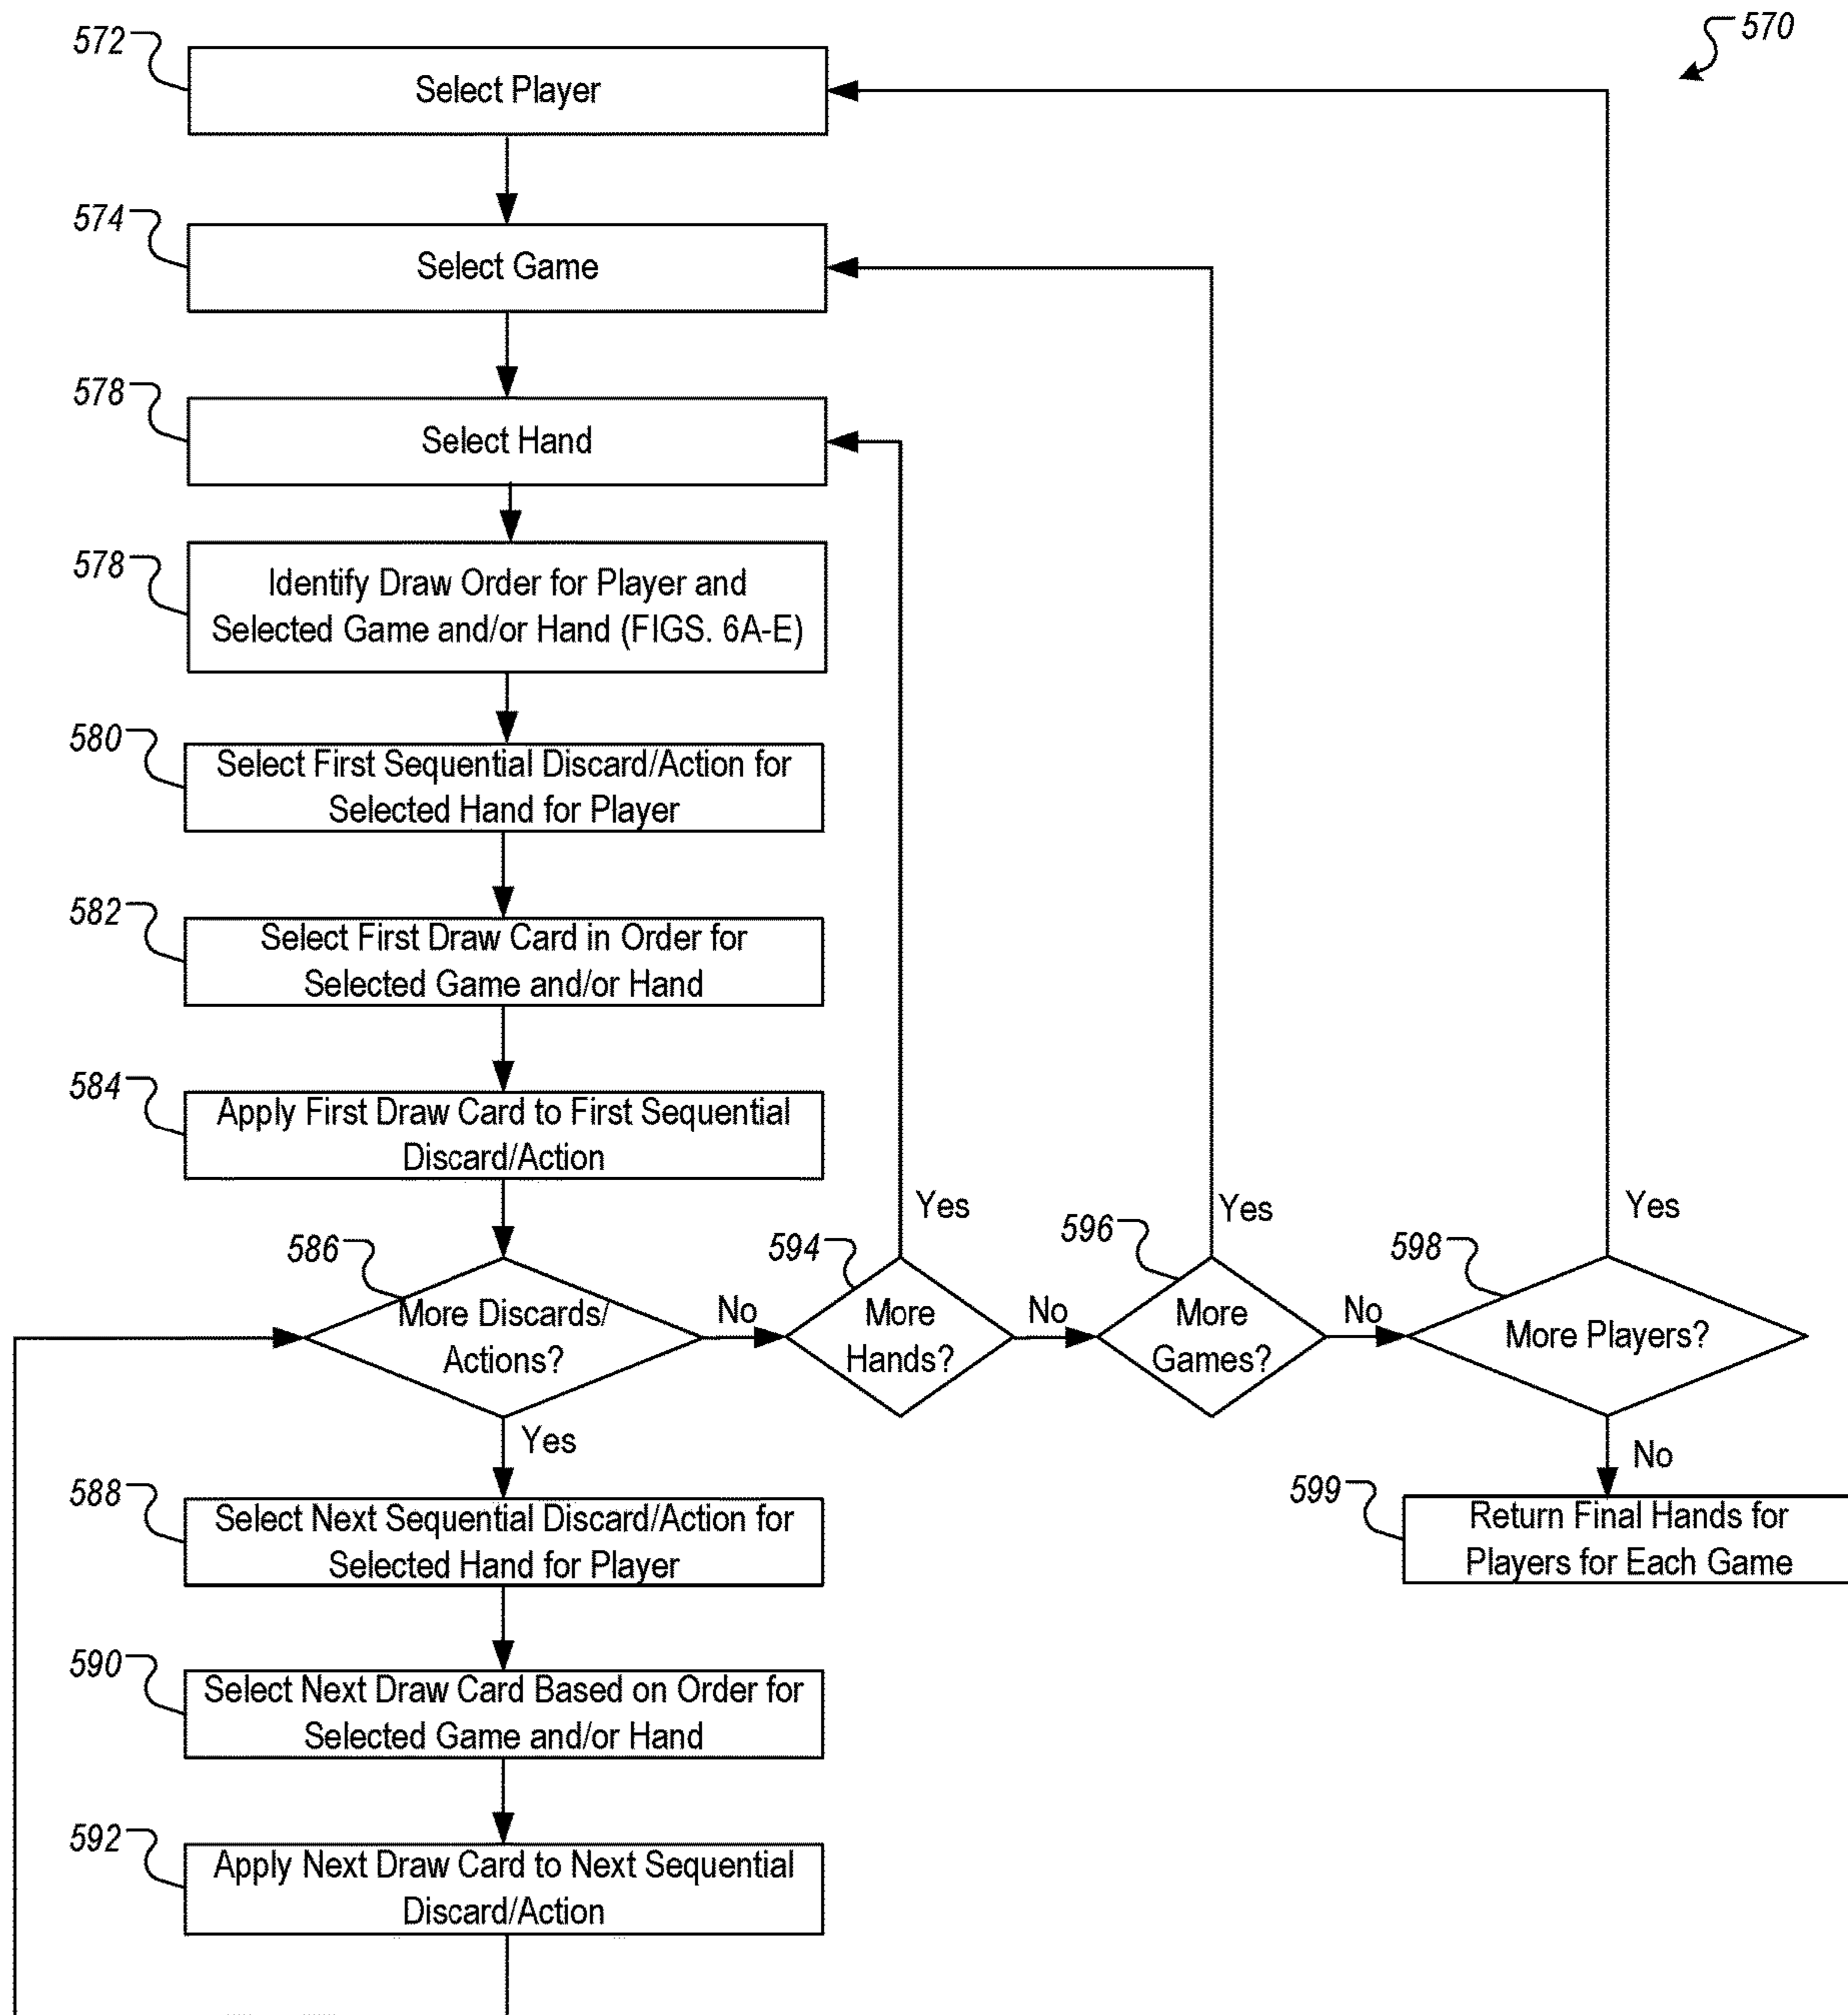 570
572
Select Player
574
Select Game
578
Select Hand
578
Identify Draw Order for Player and
Selected Game and/or Hand (FIGS. 6A-E)
580
Select First Sequential Discard/Action for
Selected Hand for Player
582
Select First Draw Card in Order for
Selected Game and/or Hand
584
Apply First Draw Card to First Sequential
Discard/Action
586
More Discards/
Actions?
No
Yes
594
More
Hands?
Yes
No
596
More
Games?
Yes
No
598
More Players?
Yes
No
599
Return Final Hands for
Players for Each Game
588
Select Next Sequential Discard/Action for
Selected Hand for Player
590
Select Next Draw Card Based on Order for
Selected Game and/or Hand
592
Apply Next Draw Card to Next Sequential
Discard/Action